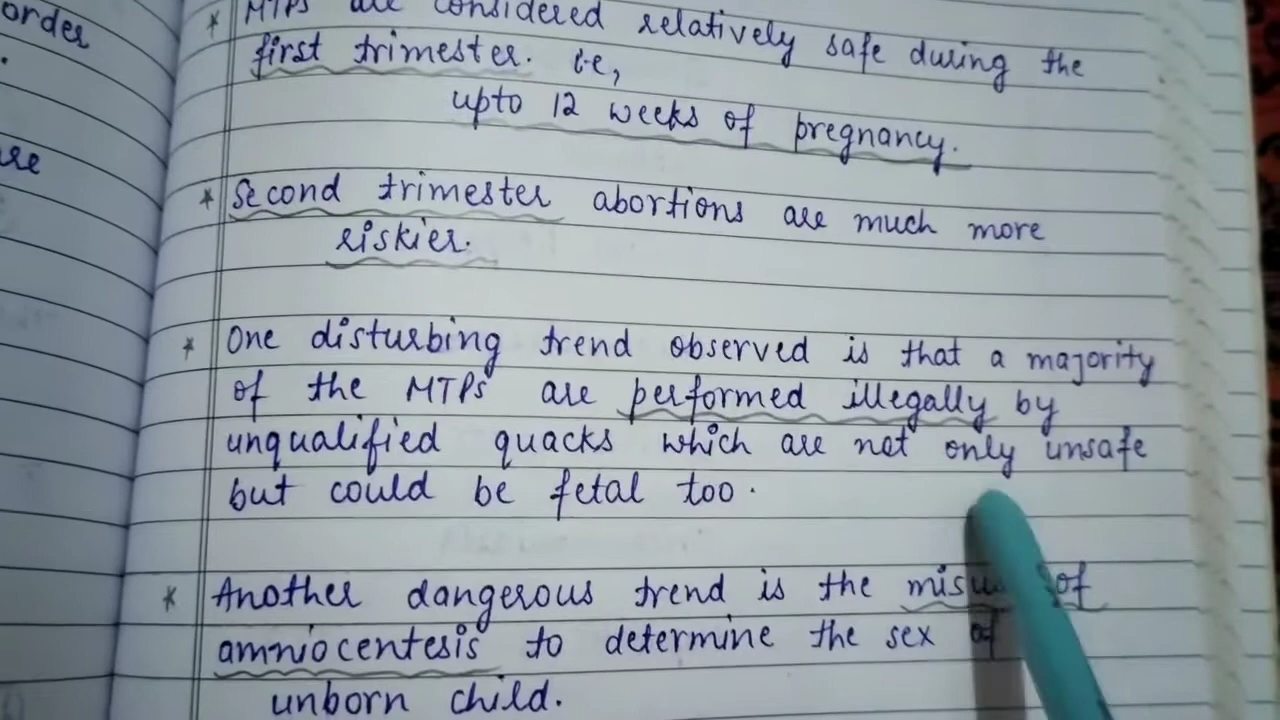 order
.
re
* MTPs are considered relatively safe during the
first trimester. i.e,
upto 12 weeks of pregnancy.
* Second trimester abortions are much more
riskier.
* One disturbing trend observed is that a majority
of the MTPs are performed illegally by
unqualified quacks which are not only unsafe
but could be fetal too.
* Another dangerous trend is the of
amniocentesis to determine the sex of
unborn child.